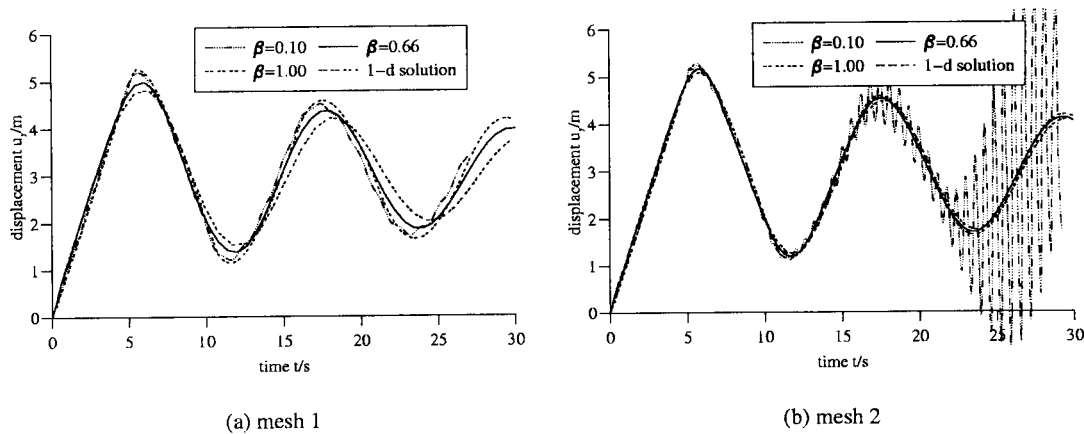 β=0.10 β=0.66
β=1.00 1-d solution
displacement uᵣ/m
6
5
4
3
2
1
0
0 5 10 15 20 25 30
time t/s
(a) mesh 1
β=0.10 β=0.66
β=1.00 1-d solution
displacement uᵣ/m
6
5
4
3
2
1
0
0 5 10 15 20 25 30
time t/s
(b) mesh 2